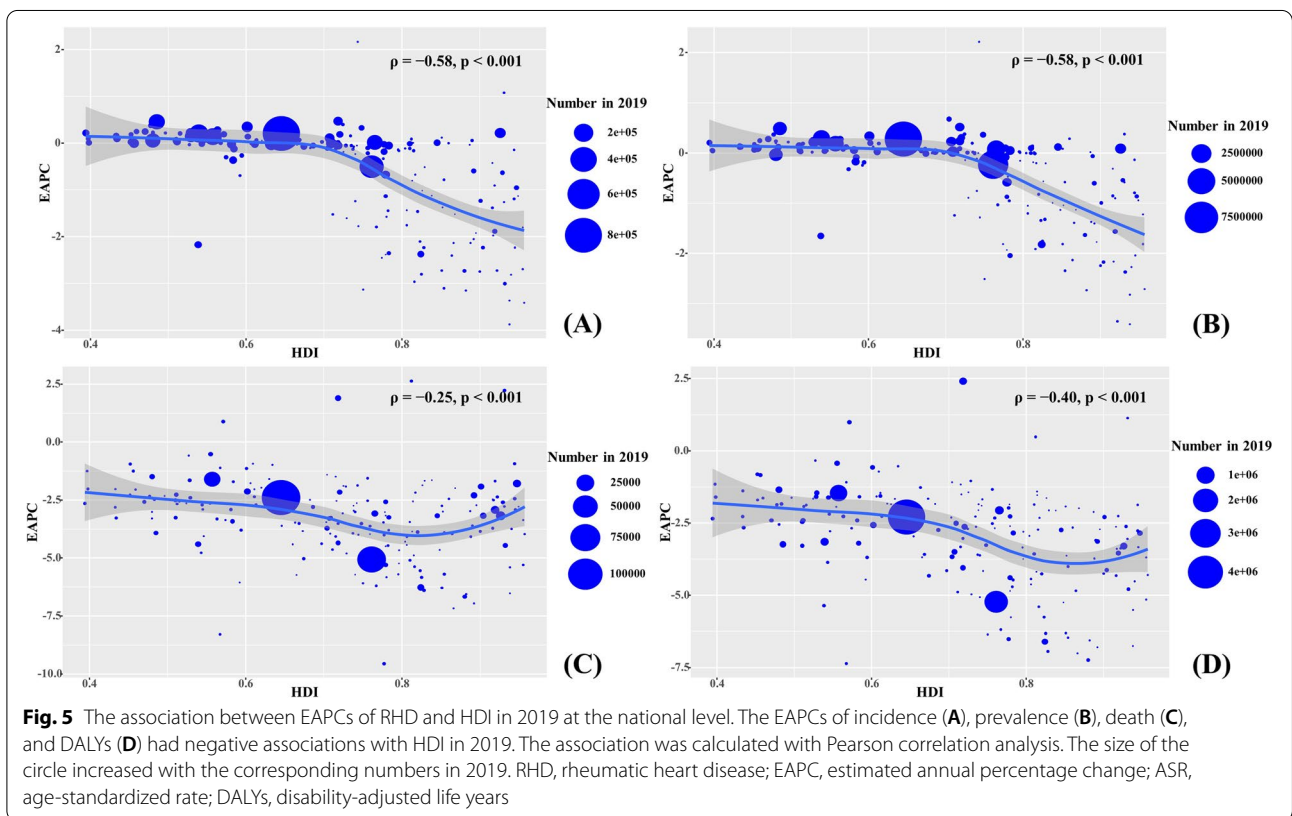 2
0
-2
-4
EAPC
0.4
0.6
0.8
HDI
ρ = −0.58, p < 0.001
Number in 2019
2e+05
4e+05
6e+05
8e+05
(A)
2
0
-2
EAPC
0.4
0.6
0.8
HDI
ρ = −0.58, p < 0.001
Number in 2019
2500000
5000000
7500000
(B)
2.5
0.0
-2.5
-5.0
-7.5
-10.0
EAPC
0.4
0.6
0.8
HDI
ρ = −0.25, p < 0.001
Number in 2019
25000
50000
75000
100000
(C)
2.5
0.0
-2.5
-5.0
-7.5
EAPC
0.4
0.6
0.8
HDI
ρ = −0.40, p < 0.001
Number in 2019
1e+06
2e+06
3e+06
4e+06
(D)
Fig. 5 The association between EAPCs of RHD and HDI in 2019 at the national level. The EAPCs of incidence (A), prevalence (B), death (C),
and DALYs (D) had negative associations with HDI in 2019. The association was calculated with Pearson correlation analysis. The size of the
circle increased with the corresponding numbers in 2019. RHD, rheumatic heart disease; EAPC, estimated annual percentage change; ASR,
age-standardized rate; DALYs, disability-adjusted life years